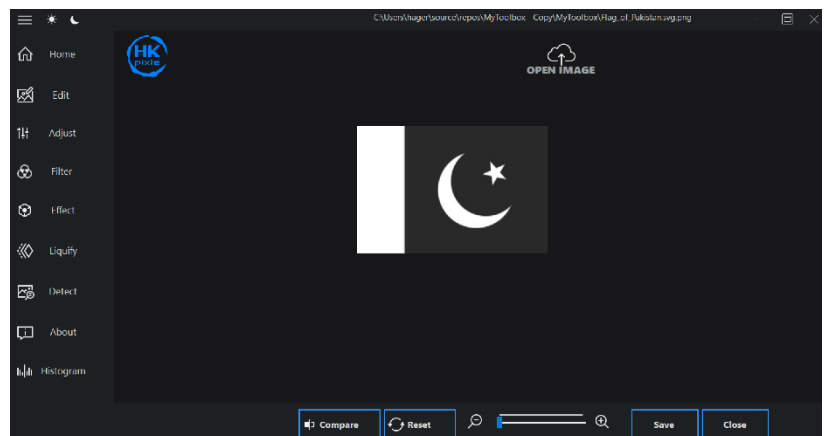 C:\Users\hager\source\repos\MyToolbox - Copy\MyToolbox\Flag_of_Pakistan.svg.png
Home
HK
pixle
OPEN IMAGE
Edit
Adjust
Filter
Effect
Liquify
Detect
About
Histogram
Compare
Reset
Save
Close